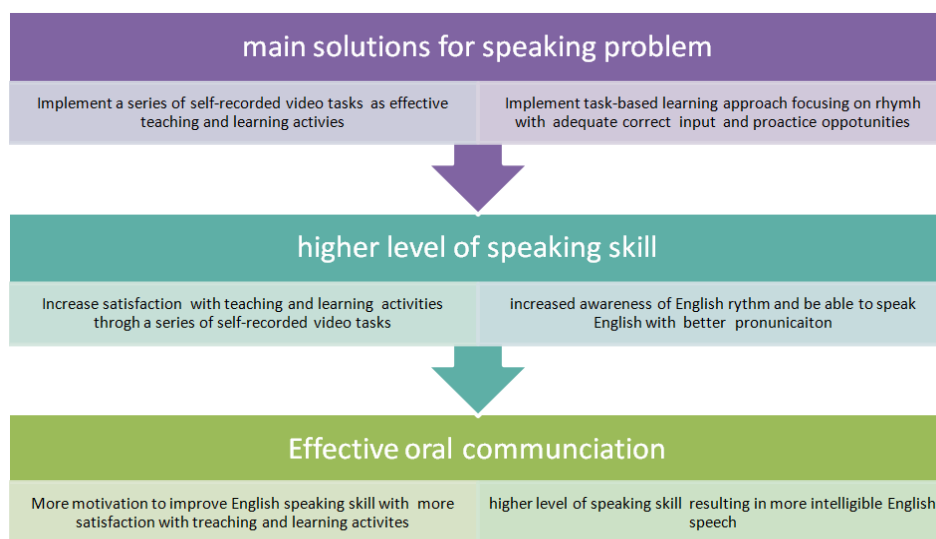 main solutions for speaking problem
Implement a series of self-recorded video tasks as effective
teaching and learning activies
Implement task-based learning approach focusing on rhymh
with adequate correct input and proactice oppotunities
higher level of speaking skill
Increase satisfaction with teaching and learning activities
throgh a series of self-recorded video tasks
increased awareness of English rythm and be able to speak
English with better pronunicaiton
Effective oral communciation
More motivation to improve English speaking skill with more
satisfaction with treaching and learning activites
higher level of speaking skill resulting in more intelligible English
speech